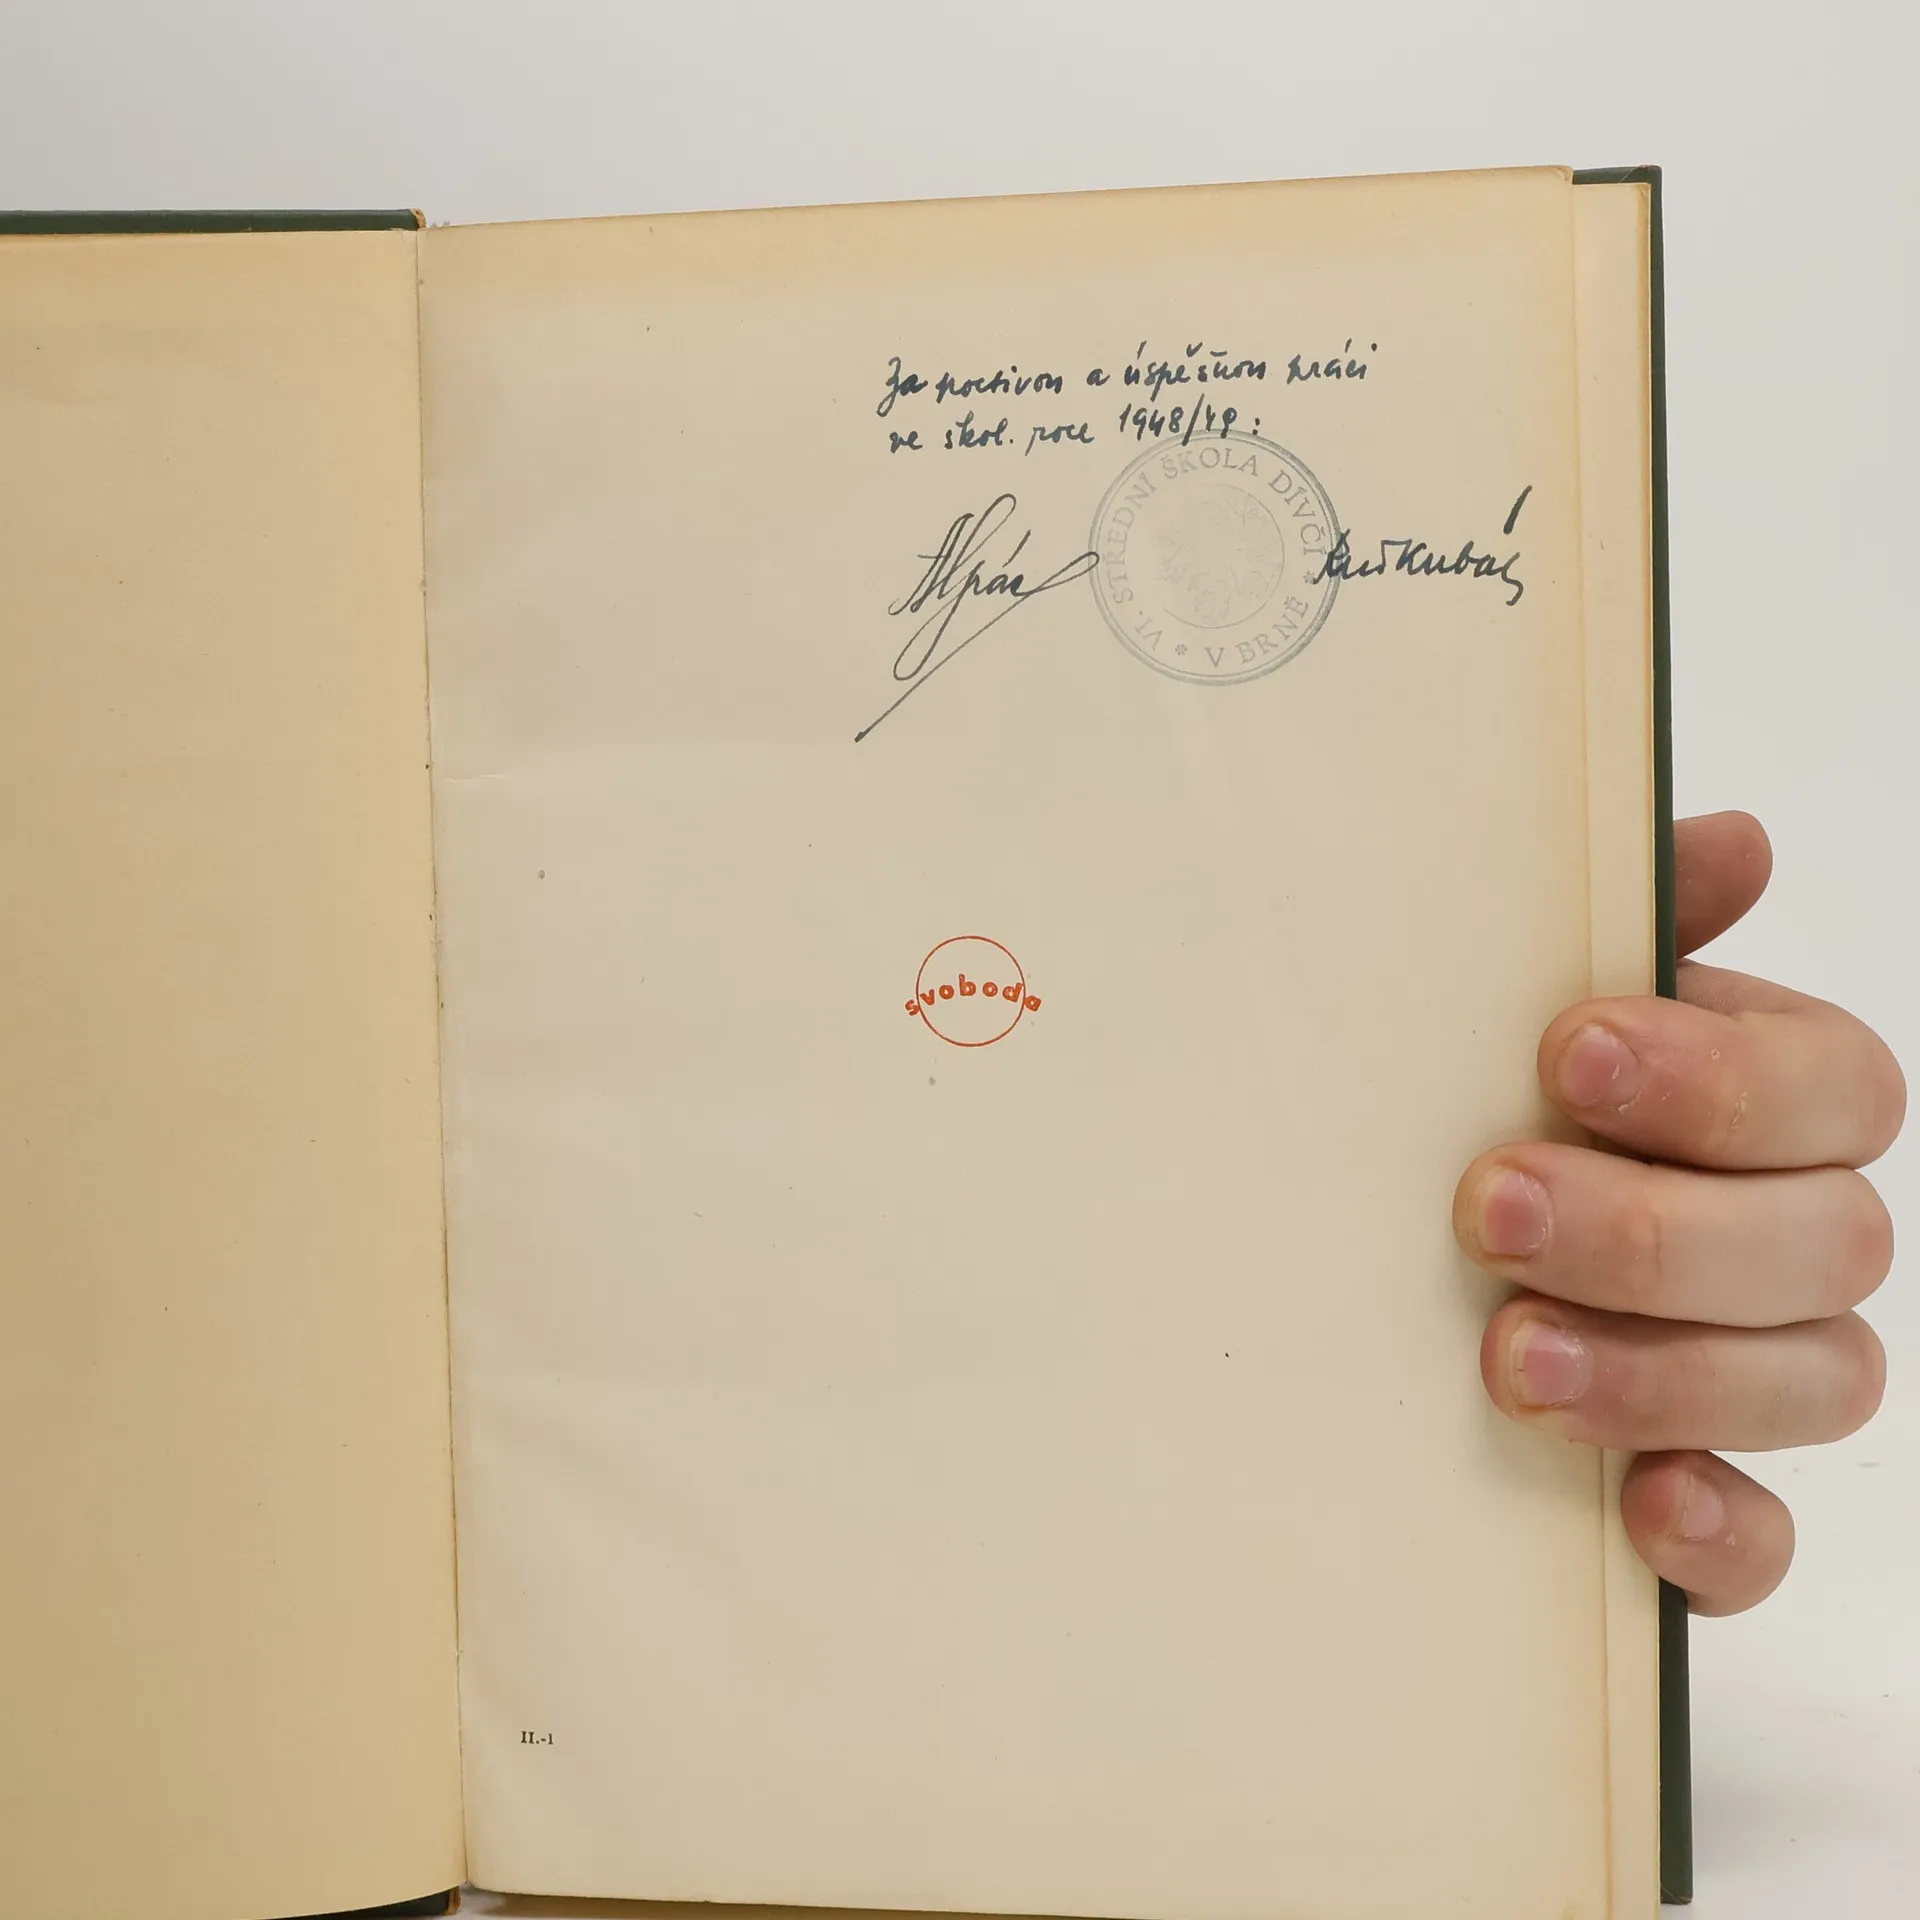 Za poctivou a úspěšnou práci
ve škol. roce 1948/49:
VI. STŘEDNÍ ŠKOLA DÍVČÍ * V BRNĚ *
svoboda
II.-1